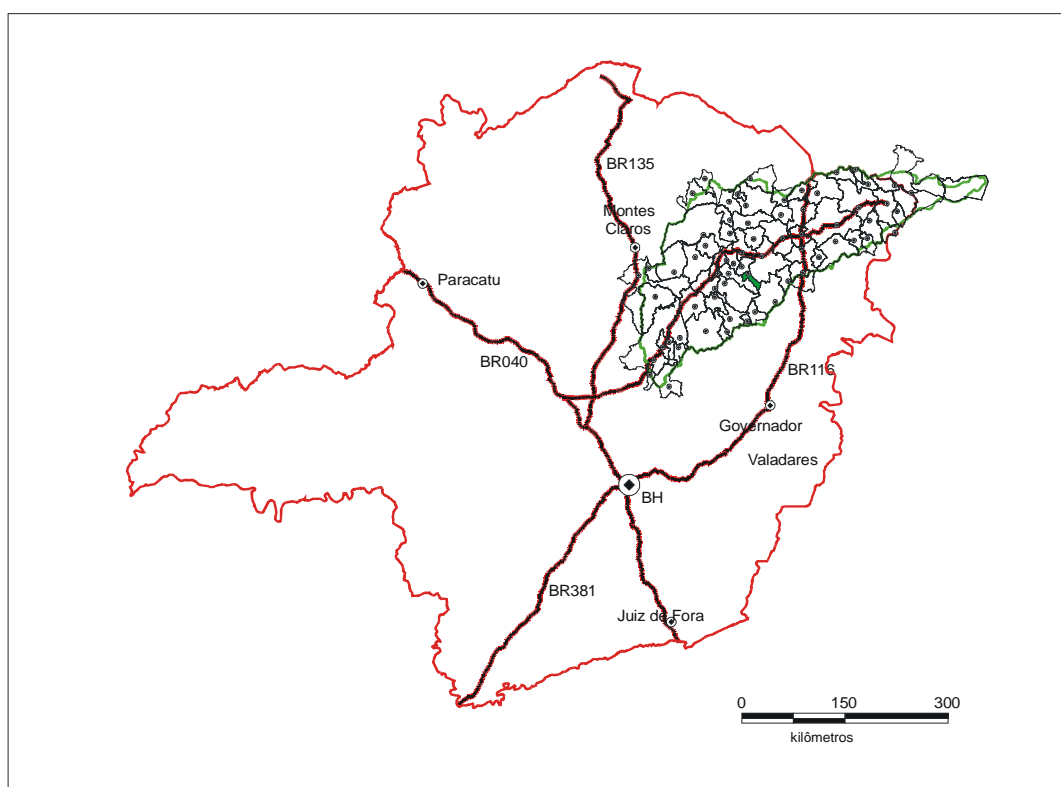 BR135
Montes
Claros
Paracatu
BR040
BR116
Governador
Valadares
BH
BR381
Juiz de Fora
0 150 300
kilômetros